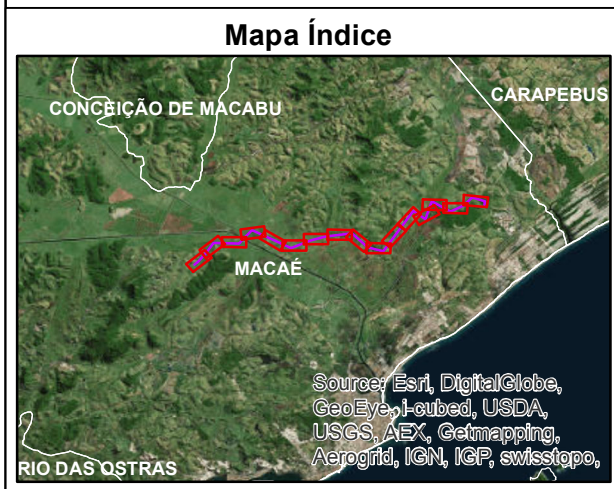 Mapa Índice
CONCEIÇÃO DE MACABU
CARAPEBUS
MACAÉ
Source: Esri, DigitalGlobe,
GeoEye, i-cubed, USDA,
USGS, AEX, Getmapping,
Aerogrid, IGN, IGP, swisstopo,
RIO DAS OSTRAS